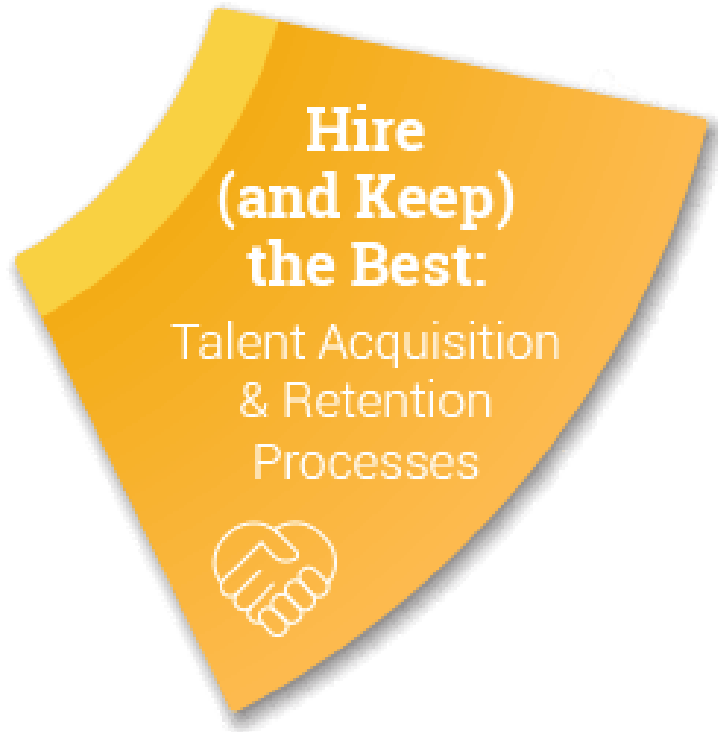 Hire
(and Keep)
the Best:
Talent Acquisition
& Retention
Processes